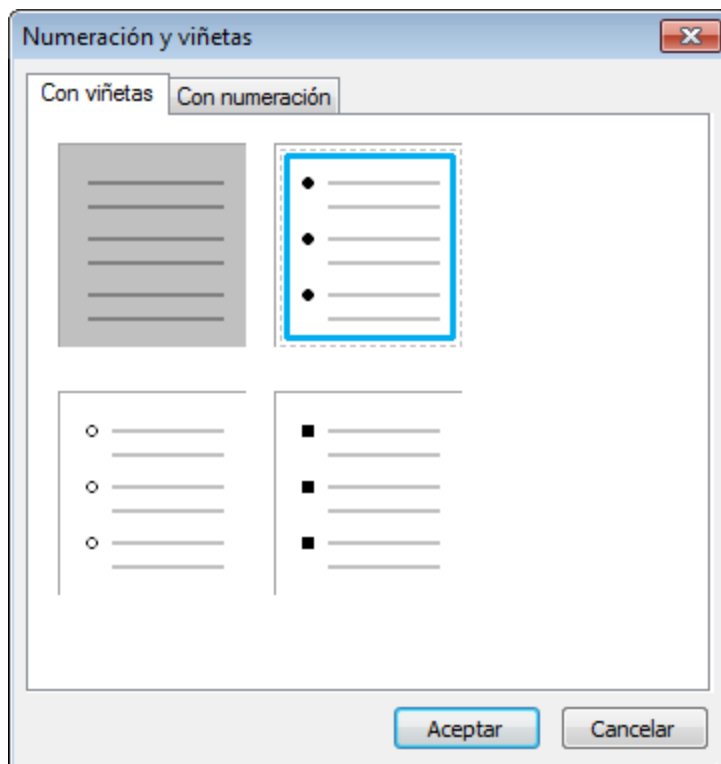 Numeración y viñetas
Con viñetas
Con numeración
Aceptar
Cancelar